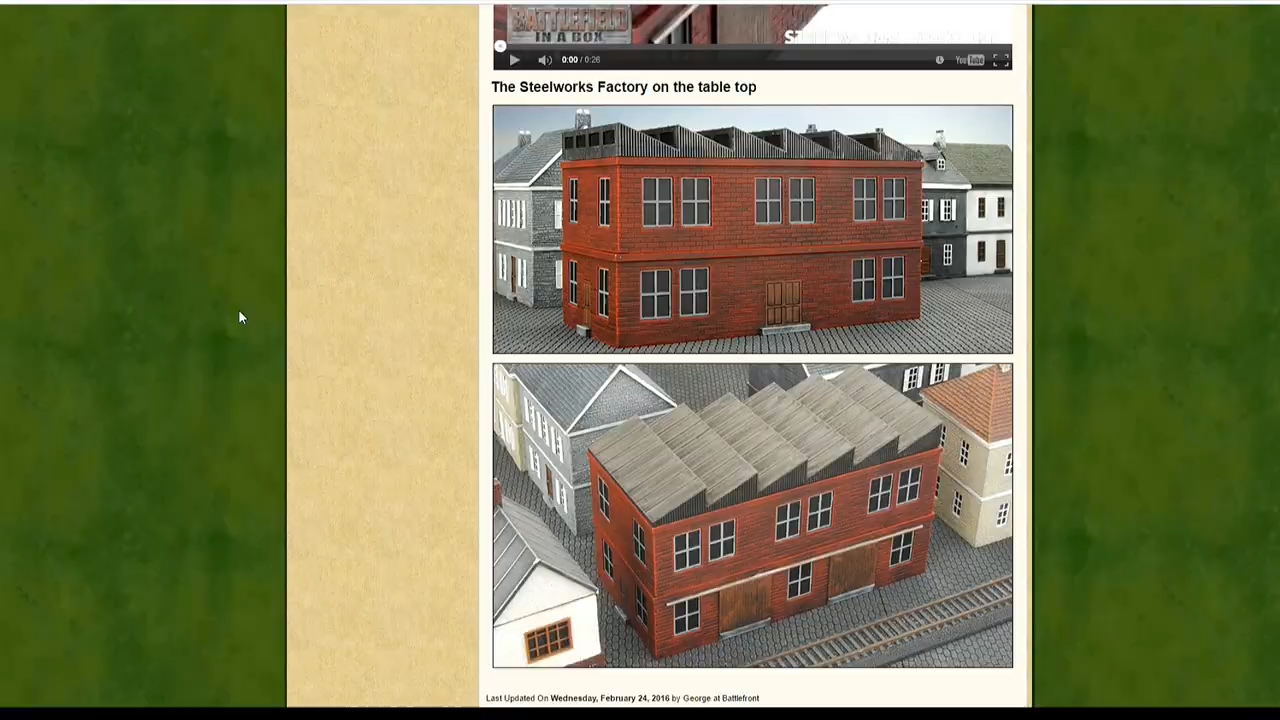 BATTLEFIELD
IN A BOX
0:00 / 0:26
YouTube
The Steelworks Factory on the table top
Last Updated On Wednesday, February 24, 2016 by George at Battlefront